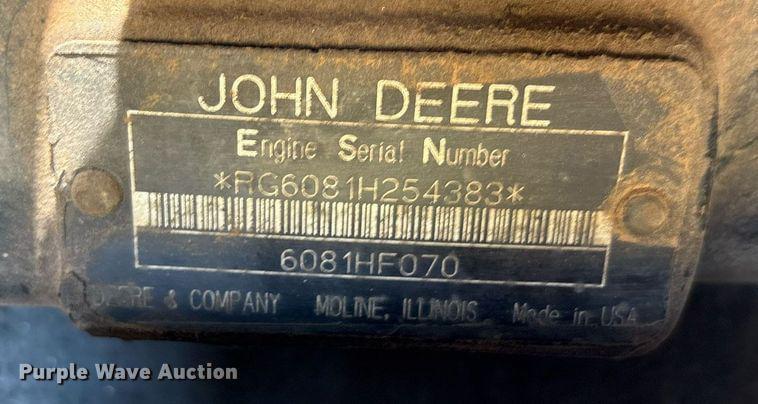 JOHN DEERE
Engine Serial Number
*RG6081H254383*
6081HF070
DEERE & COMPANY MOLINE, ILLINOIS Made in USA
Purple Wave Auction